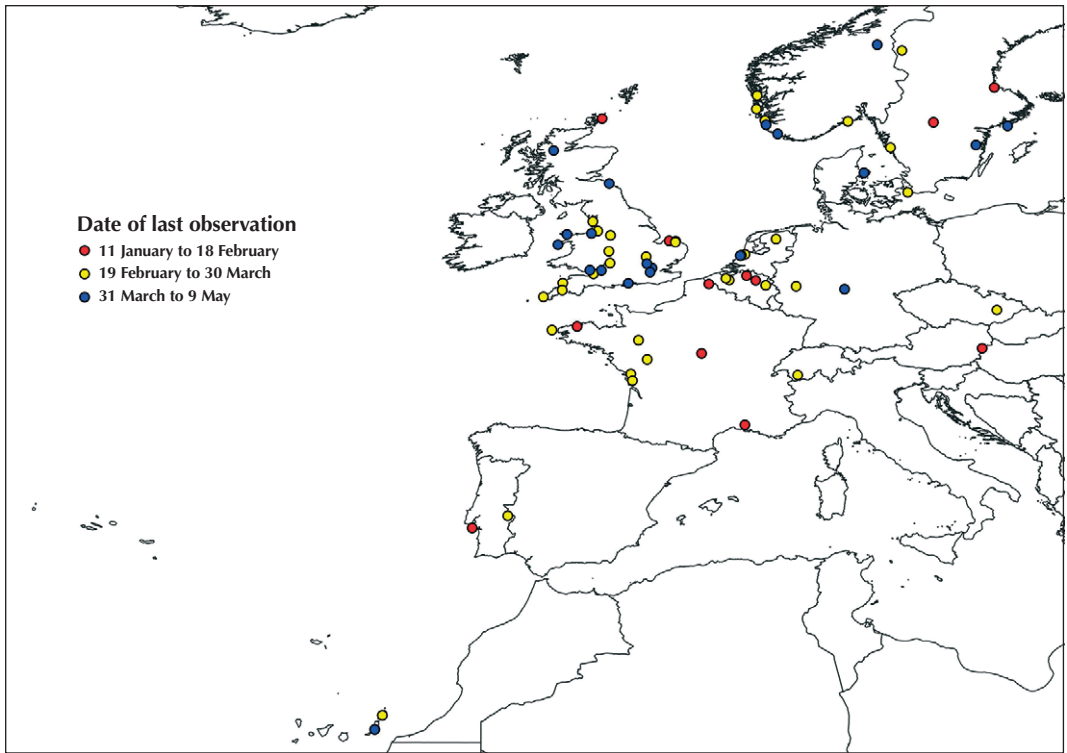 Date of last observation
11 January to 18 February
19 February to 30 March
31 March to 9 May